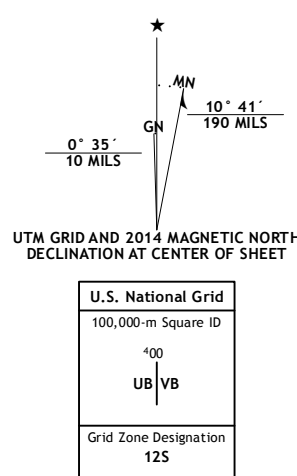 ★
MN
10° 41´
190 MILS
GN
0° 35´
10 MILS
UTM GRID AND 2014 MAGNETIC NORTH
DECLINATION AT CENTER OF SHEET
U.S. National Grid
100,000-m Square ID
⁴00
UB VB
Grid Zone Designation
12S